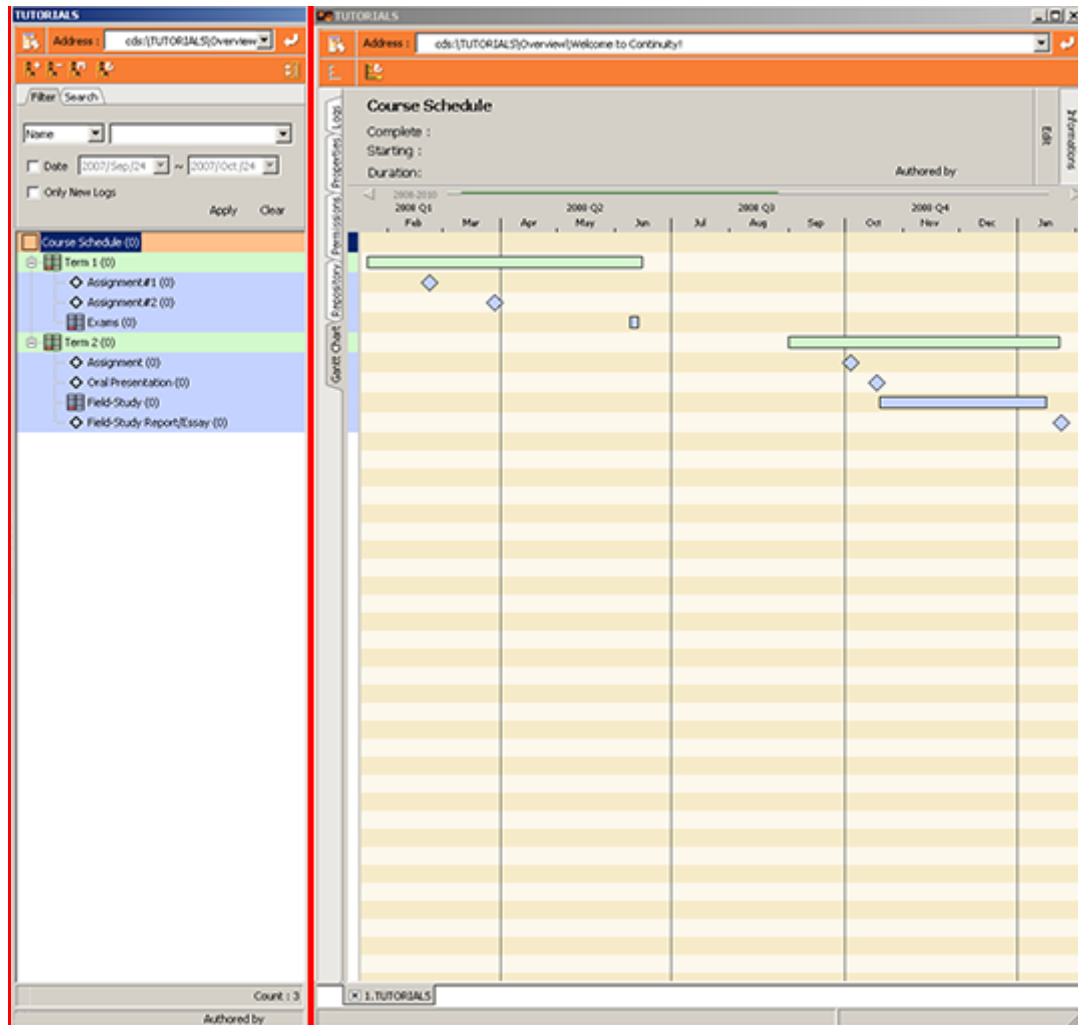 TUTORIALS
Address : cds:\(TUTORIALS)\Overview
Filter Search
Name
Date 2007/Sep/24 ~ 2007/Oct/24
Only New Logs
Apply Clear
Course Schedule (0)
Term 1 (0)
Assignment#1 (0)
Assignment#2 (0)
Exams (0)
Term 2 (0)
Assignment (0)
Oral Presentation (0)
Field-Study (0)
Field-Study Report/Essay (0)
Count : 3
Authored by
TUTORIALS
Address : cds:\(TUTORIALS)\Overview\(Welcome to Continuity!
Logs
Properties
Permissions
Repository
Gantt Chart
Course Schedule
Complete :
Starting :
Duration:
Authored by
Edit
Informations
2008-2010
2008 Q1 2008 Q2 2008 Q3 2008 Q4
Feb Mar Apr May Jun Jul Aug Sep Oct Nov Dec Jan
1.TUTORIALS